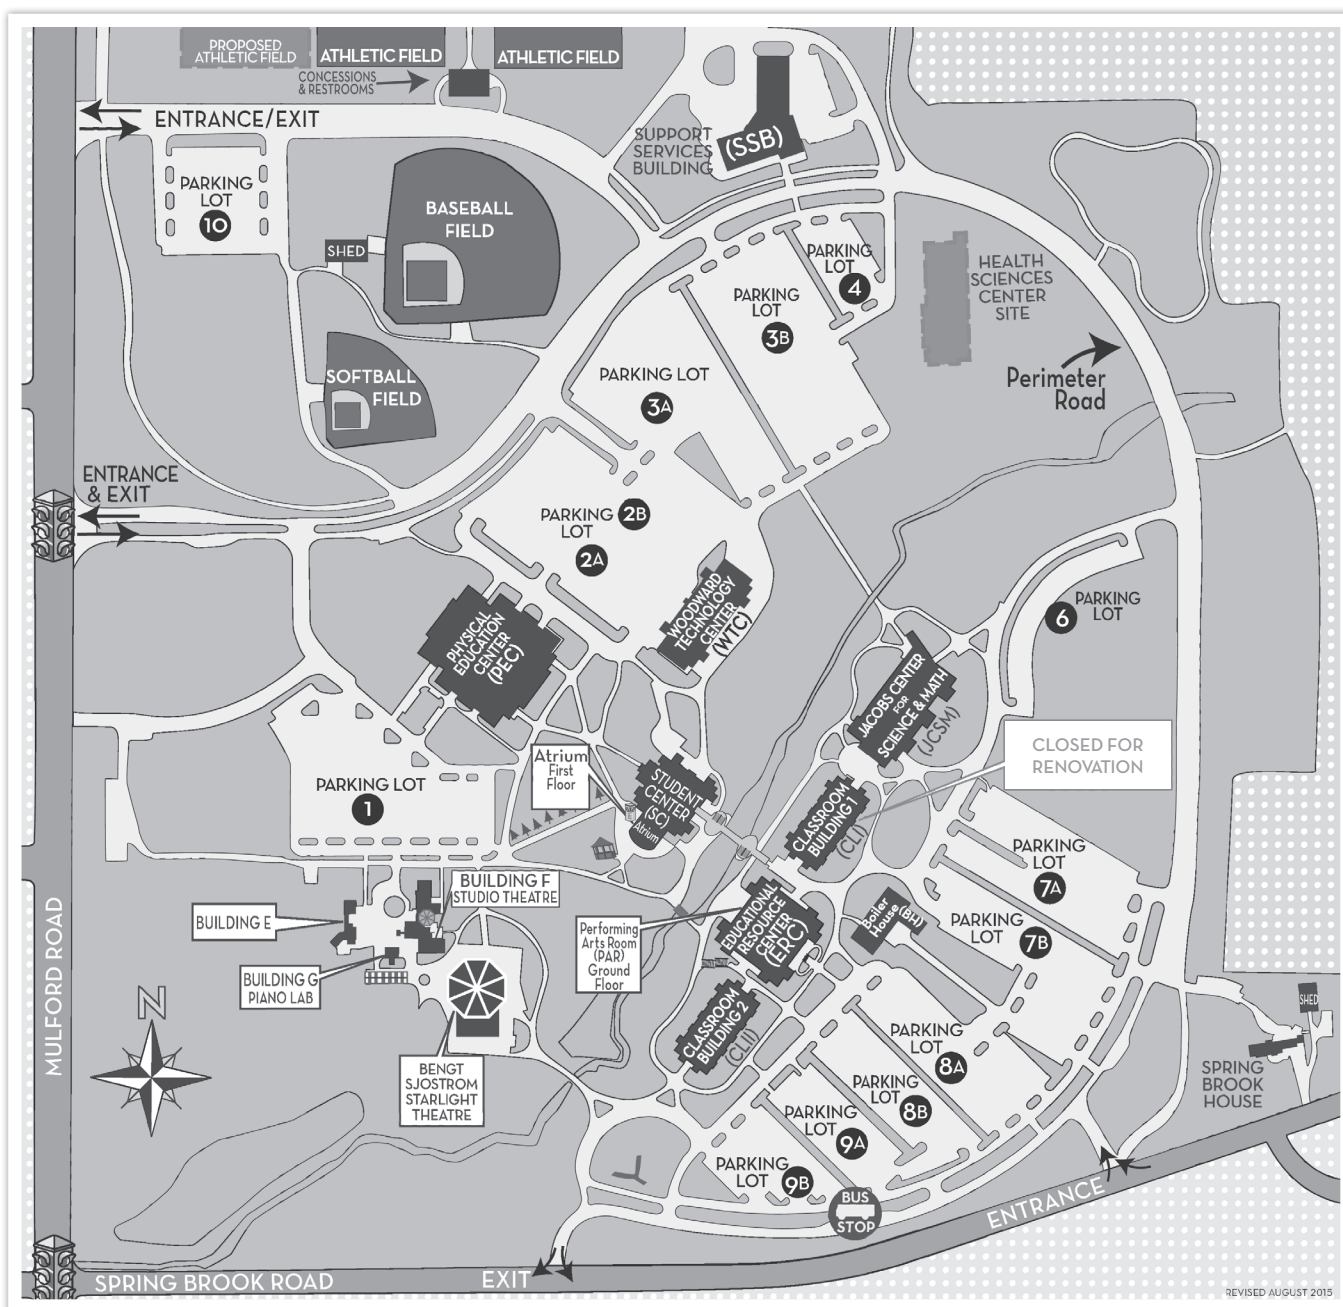 PROPOSED
ATHLETIC FIELD
ATHLETIC FIELD
ATHLETIC FIELD
CONCESSIONS
& RESTROOMS
ENTRANCE/EXIT
SUPPORT
SERVICES
BUILDING
(SSB)
PARKING
LOT
10
BASEBALL
FIELD
SHED
PARKING
LOT
4
HEALTH
SCIENCES
CENTER
SITE
PARKING
LOT
3B
Perimeter
Road
SOFTBALL
FIELD
PARKING LOT
3A
ENTRANCE
& EXIT
PARKING
LOT
2B
2A
WOODWARD
TECHNOLOGY
CENTER
(WTC)
PHYSICAL
EDUCATION
CENTER
(PEC)
6
PARKING
LOT
JACOBS CENTER
FOR
SCIENCE & MATH
(JCSM)
CLOSED FOR
RENOVATION
Atrium
First
Floor
STUDENT
CENTER
(SC)
Atrium
PARKING LOT
1
CLASSROOM
BUILDING 1
(CLI)
PARKING
LOT
7A
PARKING
LOT
7B
BUILDING F
STUDIO THEATRE
BUILDING E
BUILDING G
PIANO LAB
Performing
Arts Room
(PAR)
Ground
Floor
EDUCATIONAL
RESOURCE
CENTER
(ERC)
Boiler
House (BH)
MULFORD ROAD
N
CLASSROOM
BUILDING 2
(CLII)
BENGT
SJOSTROM
STARLIGHT
THEATRE
PARKING
LOT
8A
PARKING
LOT
8B
PARKING
LOT
9A
PARKING
LOT
9B
SHED
SPRING
BROOK
HOUSE
BUS
STOP
ENTRANCE
EXIT
SPRING BROOK ROAD
REVISED AUGUST 2015